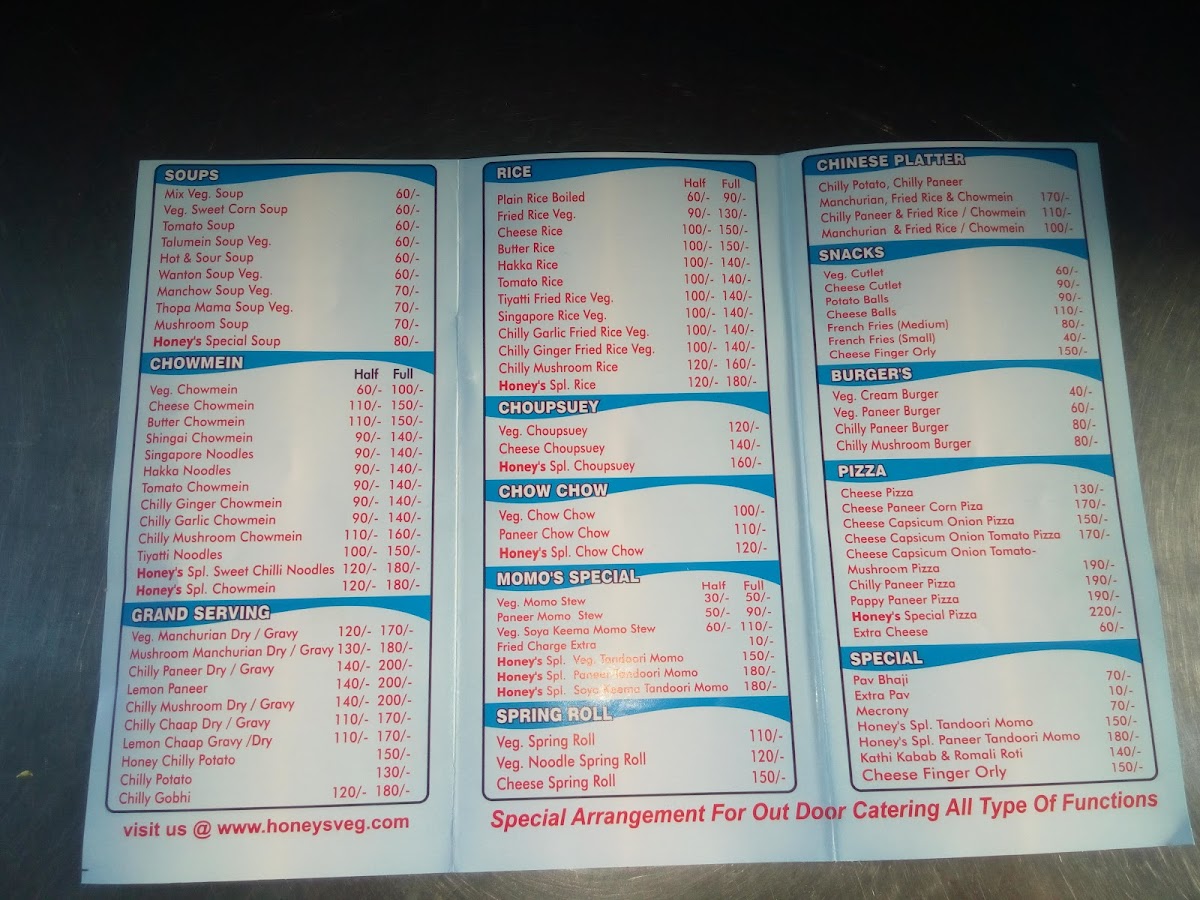 SOUPS
Mix Veg. Soup 60/-
Veg. Sweet Corn Soup 60/-
Tomato Soup 60/-
Talumein Soup Veg. 60/-
Hot & Sour Soup 60/-
Wanton Soup Veg. 60/-
Manchow Soup Veg. 70/-
Thopa Mama Soup Veg. 70/-
Mushroom Soup 70/-
Honey's Special Soup 80/-
CHOWMEIN
Half Full
Veg. Chowmein 60/- 100/-
Cheese Chowmein 110/- 150/-
Butter Chowmein 110/- 150/-
Shingai Chowmein 90/- 140/-
Singapore Noodles 90/- 140/-
Hakka Noodles 90/- 140/-
Tomato Chowmein 90/- 140/-
Chilly Ginger Chowmein 90/- 140/-
Chilly Garlic Chowmein 90/- 140/-
Chilly Mushroom Chowmein 110/- 160/-
Tiyatti Noodles 100/- 150/-
Honey's Spl. Sweet Chilli Noodles 120/- 180/-
Honey's Spl. Chowmein 120/- 180/-
GRAND SERVING
Veg. Manchurian Dry / Gravy 120/- 170/-
Mushroom Manchurian Dry / Gravy 130/- 180/-
Chilly Paneer Dry / Gravy 140/- 200/-
Lemon Paneer 140/- 200/-
Chilly Mushroom Dry / Gravy 140/- 200/-
Chilly Chaap Dry / Gravy 110/- 170/-
Lemon Chaap Gravy /Dry 110/- 170/-
Honey Chilly Potato 150/-
Chilly Potato 130/-
Chilly Gobhi 120/- 180/-
visit us @ www.honeysveg.com
RICE
Half Full
Plain Rice Boiled 60/- 90/-
Fried Rice Veg. 90/- 130/-
Cheese Rice 100/- 150/-
Butter Rice 100/- 150/-
Hakka Rice 100/- 140/-
Tomato Rice 100/- 140/-
Tiyatti Fried Rice Veg. 100/- 140/-
Singapore Rice Veg. 100/- 140/-
Chilly Garlic Fried Rice Veg. 100/- 140/-
Chilly Ginger Fried Rice Veg. 100/- 140/-
Chilly Mushroom Rice 120/- 160/-
Honey's Spl. Rice 120/- 180/-
CHOUPSUEY
Veg. Choupsuey 120/-
Cheese Choupsuey 140/-
Honey's Spl. Choupsuey 160/-
CHOW CHOW
Veg. Chow Chow 100/-
Paneer Chow Chow 110/-
Honey's Spl. Chow Chow 120/-
MOMO'S SPECIAL
Half Full
Veg. Momo Stew 30/- 50/-
Paneer Momo Stew 50/- 90/-
Veg. Soya Keema Momo Stew 60/- 110/-
Fried Charge Extra 10/-
Honey's Spl. Veg. Tandoori Momo 150/-
Honey's Spl. Paneer Tandoori Momo 180/-
Honey's Spl. Soya Keema Tandoori Momo 180/-
SPRING ROLL
Veg. Spring Roll 110/-
Veg. Noodle Spring Roll 120/-
Cheese Spring Roll 150/-
CHINESE PLATTER
Chilly Potato, Chilly Paneer
Manchurian, Fried Rice & Chowmein 170/-
Chilly Paneer & Fried Rice / Chowmein 110/-
Manchurian & Fried Rice / Chowmein 100/-
SNACKS
Veg. Cutlet 60/-
Cheese Cutlet 90/-
Potato Balls 90/-
Cheese Balls 110/-
French Fries (Medium) 80/-
French Fries (Small) 40/-
Cheese Finger Orly 150/-
BURGER'S
Veg. Cream Burger 40/-
Veg. Paneer Burger 60/-
Chilly Paneer Burger 80/-
Chilly Mushroom Burger 80/-
PIZZA
Cheese Pizza 130/-
Cheese Paneer Corn Piza 170/-
Cheese Capsicum Onion Pizza 150/-
Cheese Capsicum Onion Tomato Pizza 170/-
Cheese Capsicum Onion Tomato-
Mushroom Pizza 190/-
Chilly Paneer Pizza 190/-
Pappy Paneer Pizza 190/-
Honey's Special Pizza 220/-
Extra Cheese 60/-
SPECIAL
Pav Bhaji 70/-
Extra Pav 10/-
Mecrony 70/-
Honey's Spl. Tandoori Momo 150/-
Honey's Spl. Paneer Tandoori Momo 180/-
Kathi Kabab & Romali Roti 140/-
Cheese Finger Orly 150/-
Special Arrangement For Out Door Catering All Type Of Functions